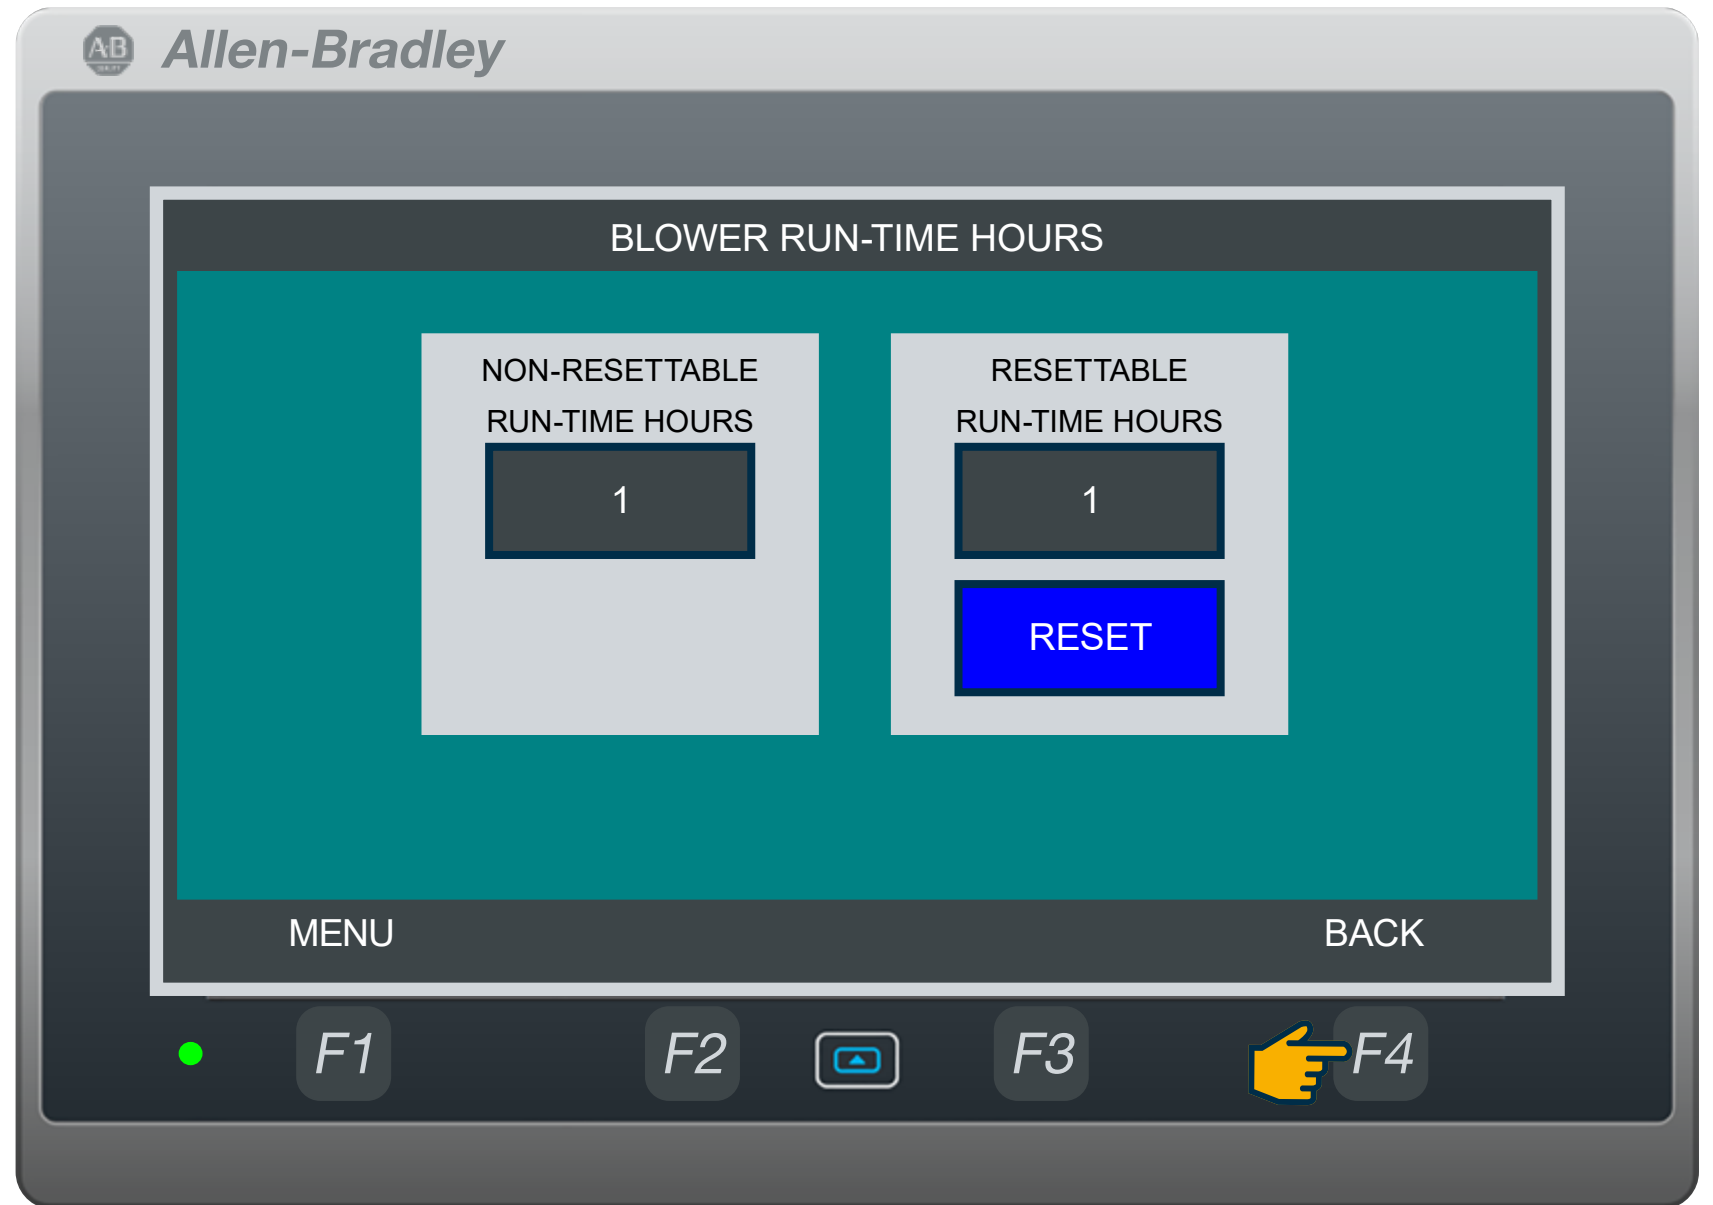 A·B
Allen-Bradley
BLOWER RUN-TIME HOURS
NON-RESETTABLE
RUN-TIME HOURS
1
RESETTABLE
RUN-TIME HOURS
1
RESET
MENU
BACK
F1
F2
F3
F4